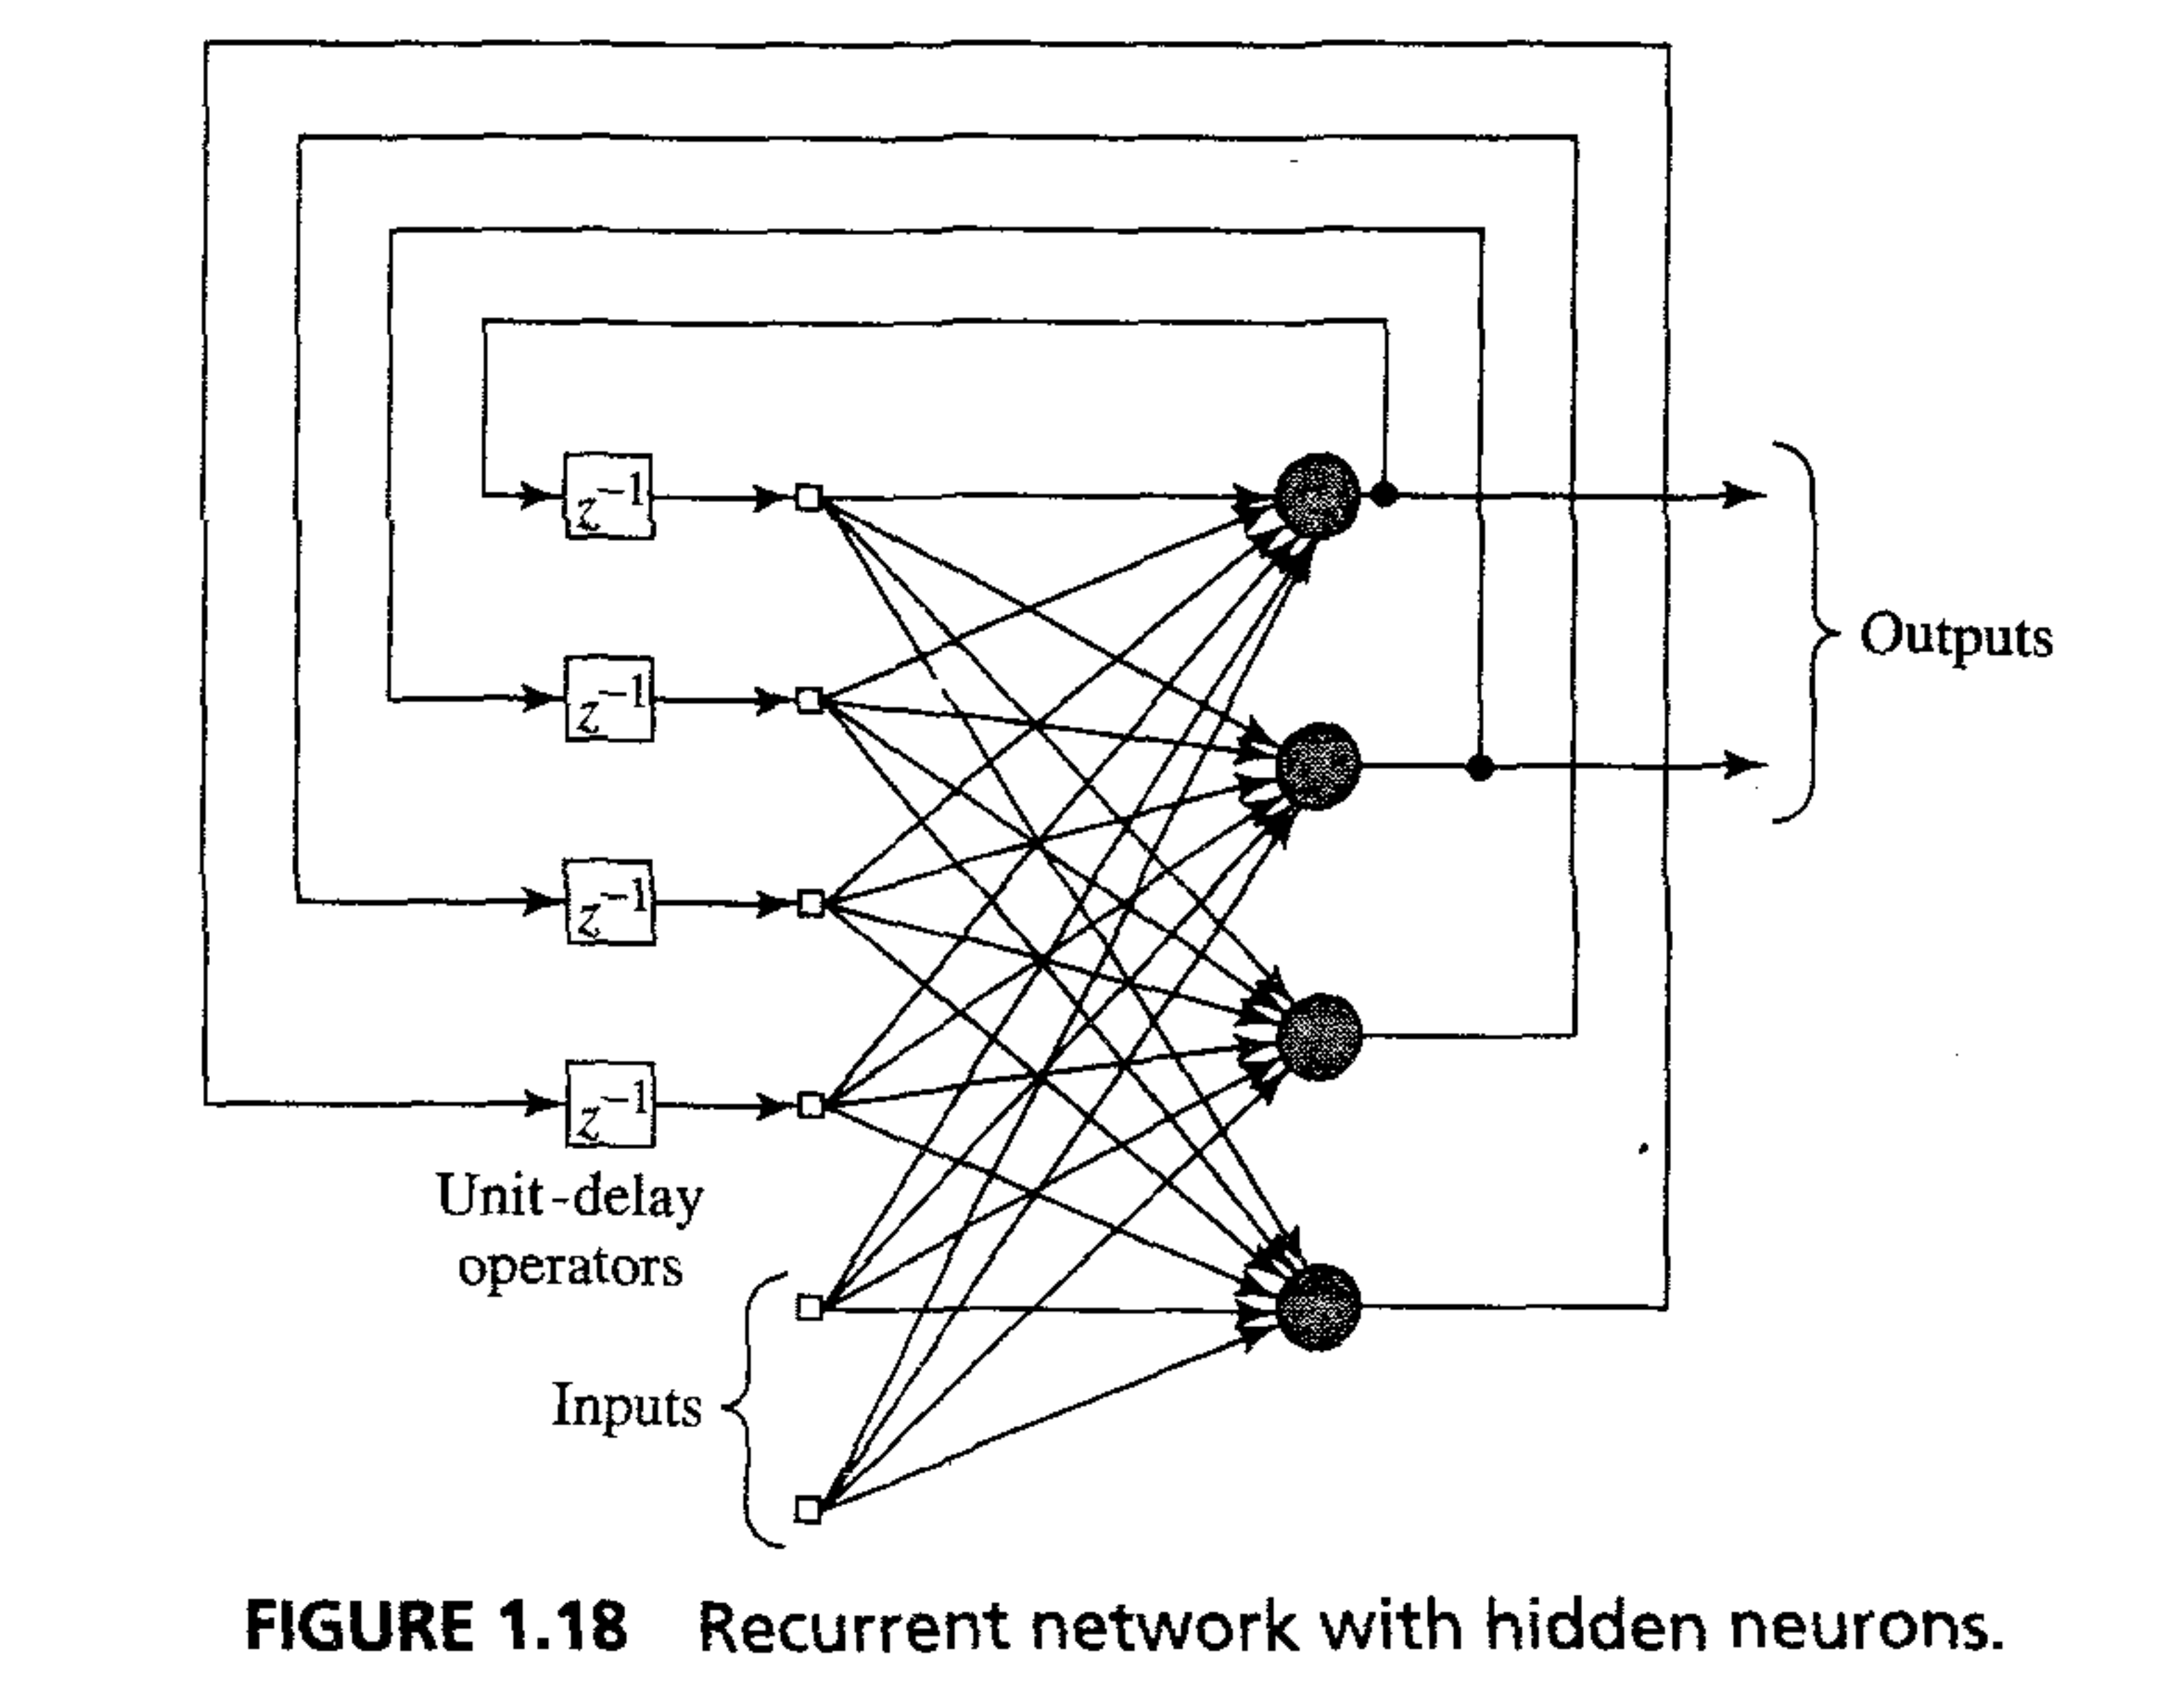 z⁻¹
z⁻¹
Outputs
z⁻¹
z⁻¹
Unit-delay
operators
Inputs
FIGURE 1.18 Recurrent network with hidden neurons.